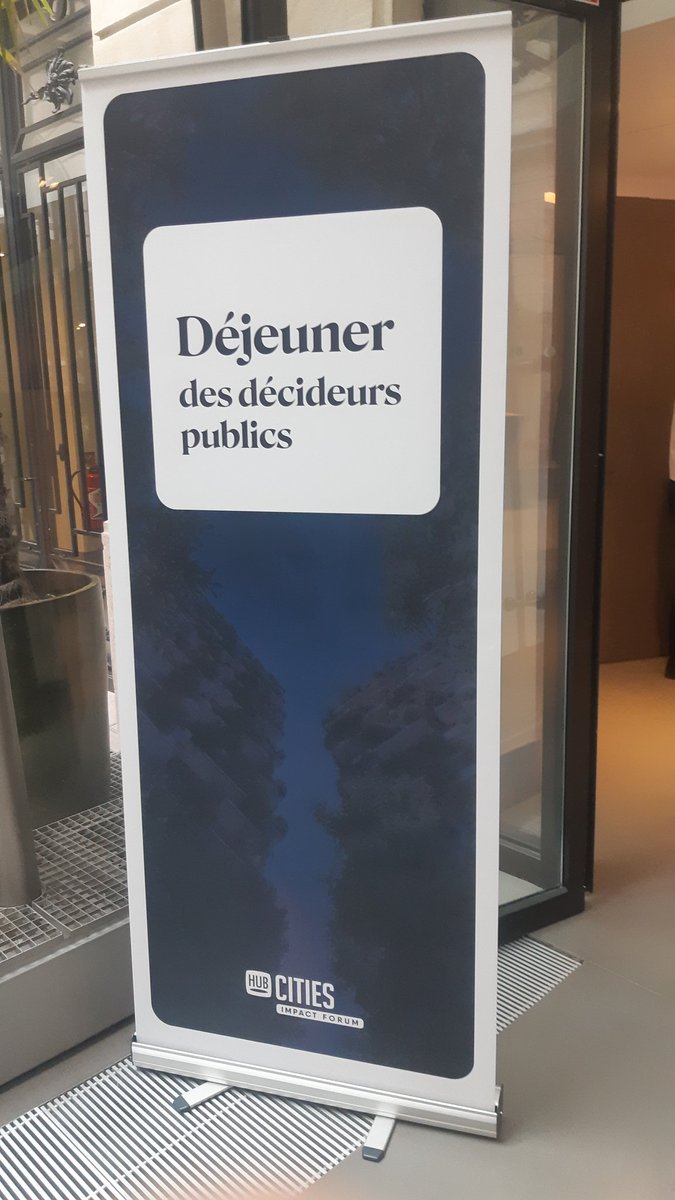 Déjeuner
des décideurs
publics
HUB
CITIES
IMPACT FORUM